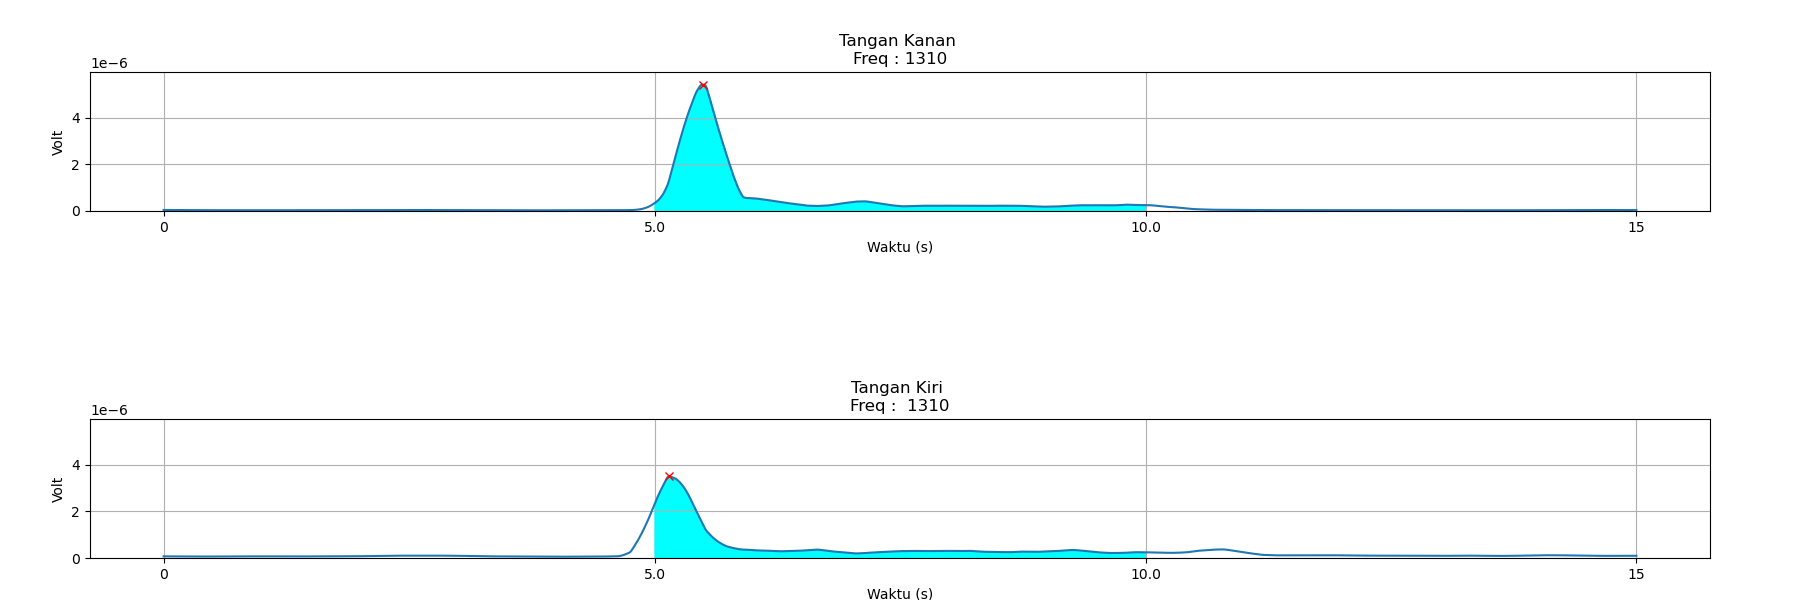 Tangan Kanan
Freq : 1310
1e−6
4
2
0
Volt
0 5.0 10.0 15
Waktu (s)
Tangan Kiri
Freq :  1310
1e−6
4
2
0
Volt
0 5.0 10.0 15
Waktu (s)